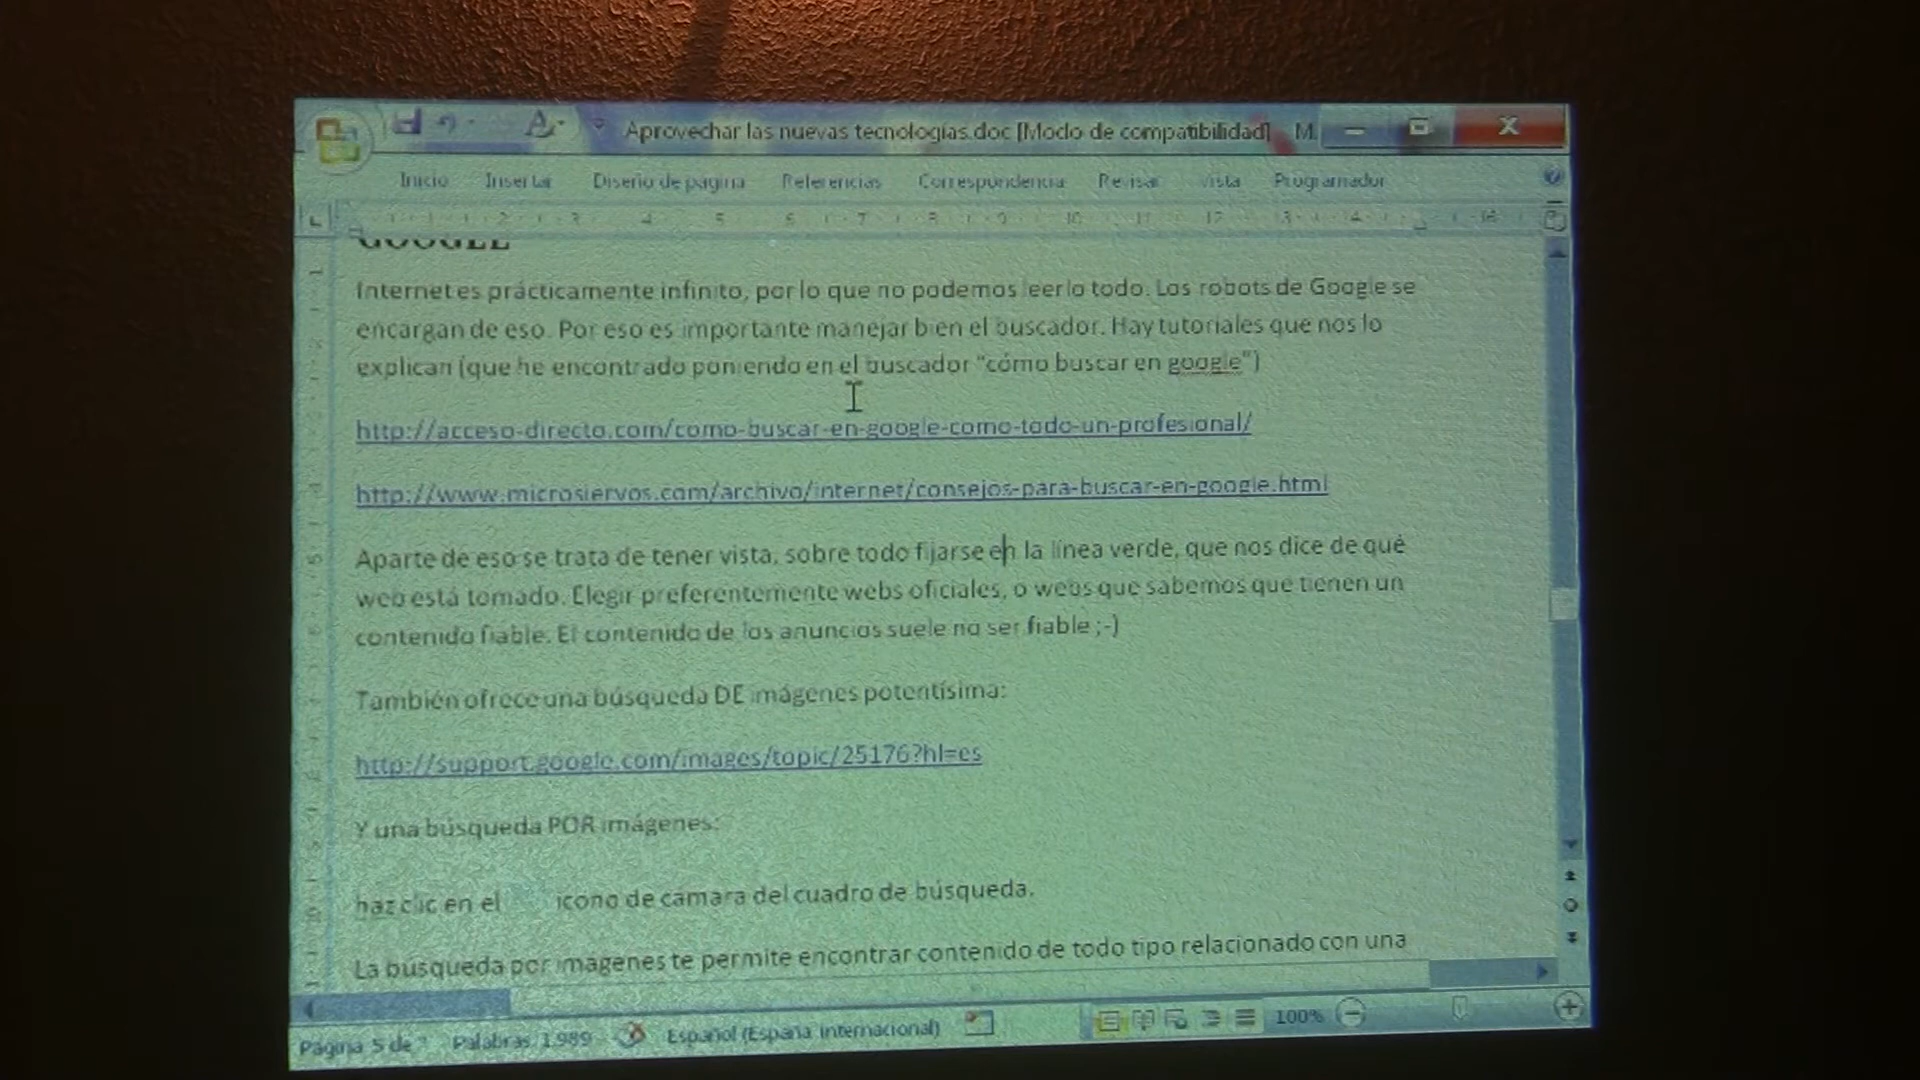 Aprovechar las nuevas tecnologías.doc [Modo de compatibilidad] M
Inicio Insertar Diseño de página Referencias Correspondencia Revisar Vista Programador
GOOGLE
Internet es prácticamente infinito, por lo que no podemos leerlo todo. Los robots de Google se
encargan de eso. Por eso es importante manejar bien el buscador. Hay tutoriales que nos lo
explican (que he encontrado poniendo en el buscador "cómo buscar en google")
http://acceso-directo.com/como-buscar-en-google-como-todo-un-profesional/
http://www.microsiervos.com/archivo/internet/consejos-para-buscar-en-google.html
Aparte de eso se trata de tener vista, sobre todo fijarse en la línea verde, que nos dice de qué
web está tomado. Elegir preferentemente webs oficiales, o webs que sabemos que tienen un
contenido fiable. El contenido de los anuncios suele no ser fiable ;-)
También ofrece una búsqueda DE imágenes potentísima:
http://support.google.com/images/topic/25176?hl=es
Y una búsqueda POR imágenes:
haz clic en el icono de cámara del cuadro de búsqueda.
La búsqueda por imágenes te permite encontrar contenido de todo tipo relacionado con una
Página 5 de Palabras: 1.989 Español (España internacional) 100%